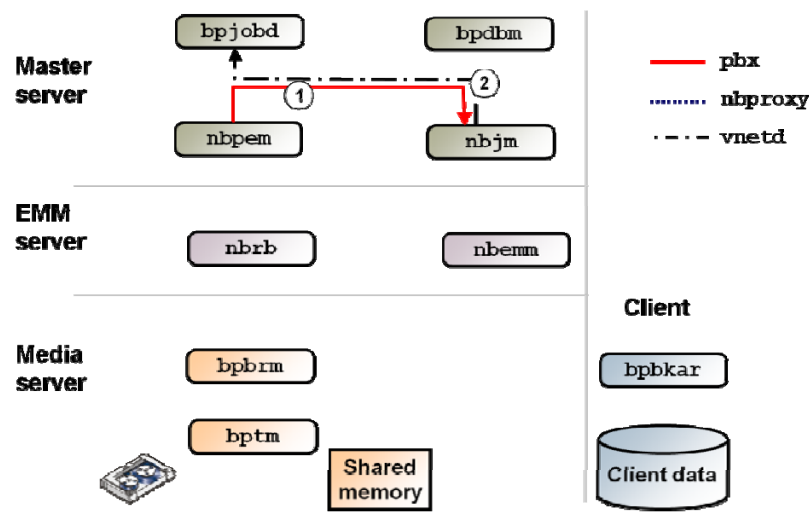 bpjobd
bpdbm
Master
server
1
2
pbx
nbproxy
vnetd
nbpem
nbjm
EMM
server
nbrb
nbemm
Client
Media
server
bpbrm
bpbkar
bptm
Shared
memory
Client data